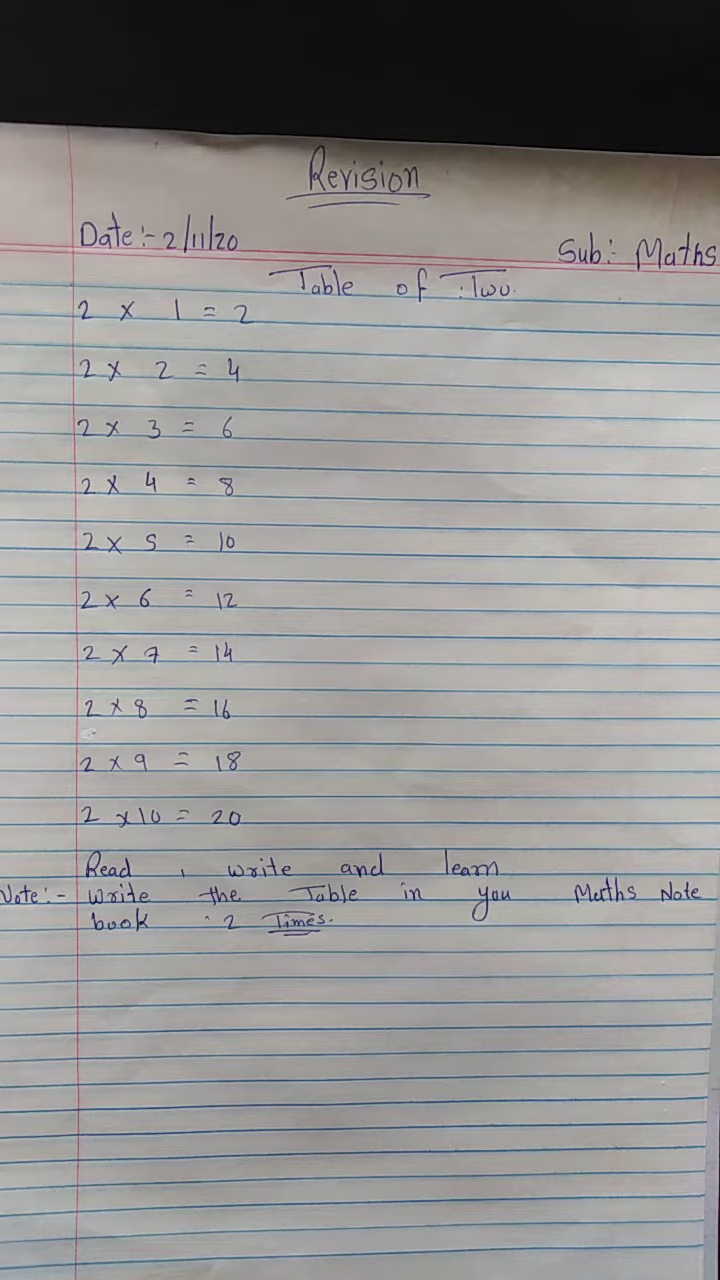 Revision
Date:- 2/11/20 Sub:- Maths
Table of Two.
2 x 1 = 2
2 x 2 = 4
2 x 3 = 6
2 x 4 = 8
2 x 5 = 10
2 x 6 = 12
2 x 7 = 14
2 x 8 = 16
2 x 9 = 18
2 x 10 = 20
Read , write and learn
Note:- write the Table in you Maths Note
book 2 Times.